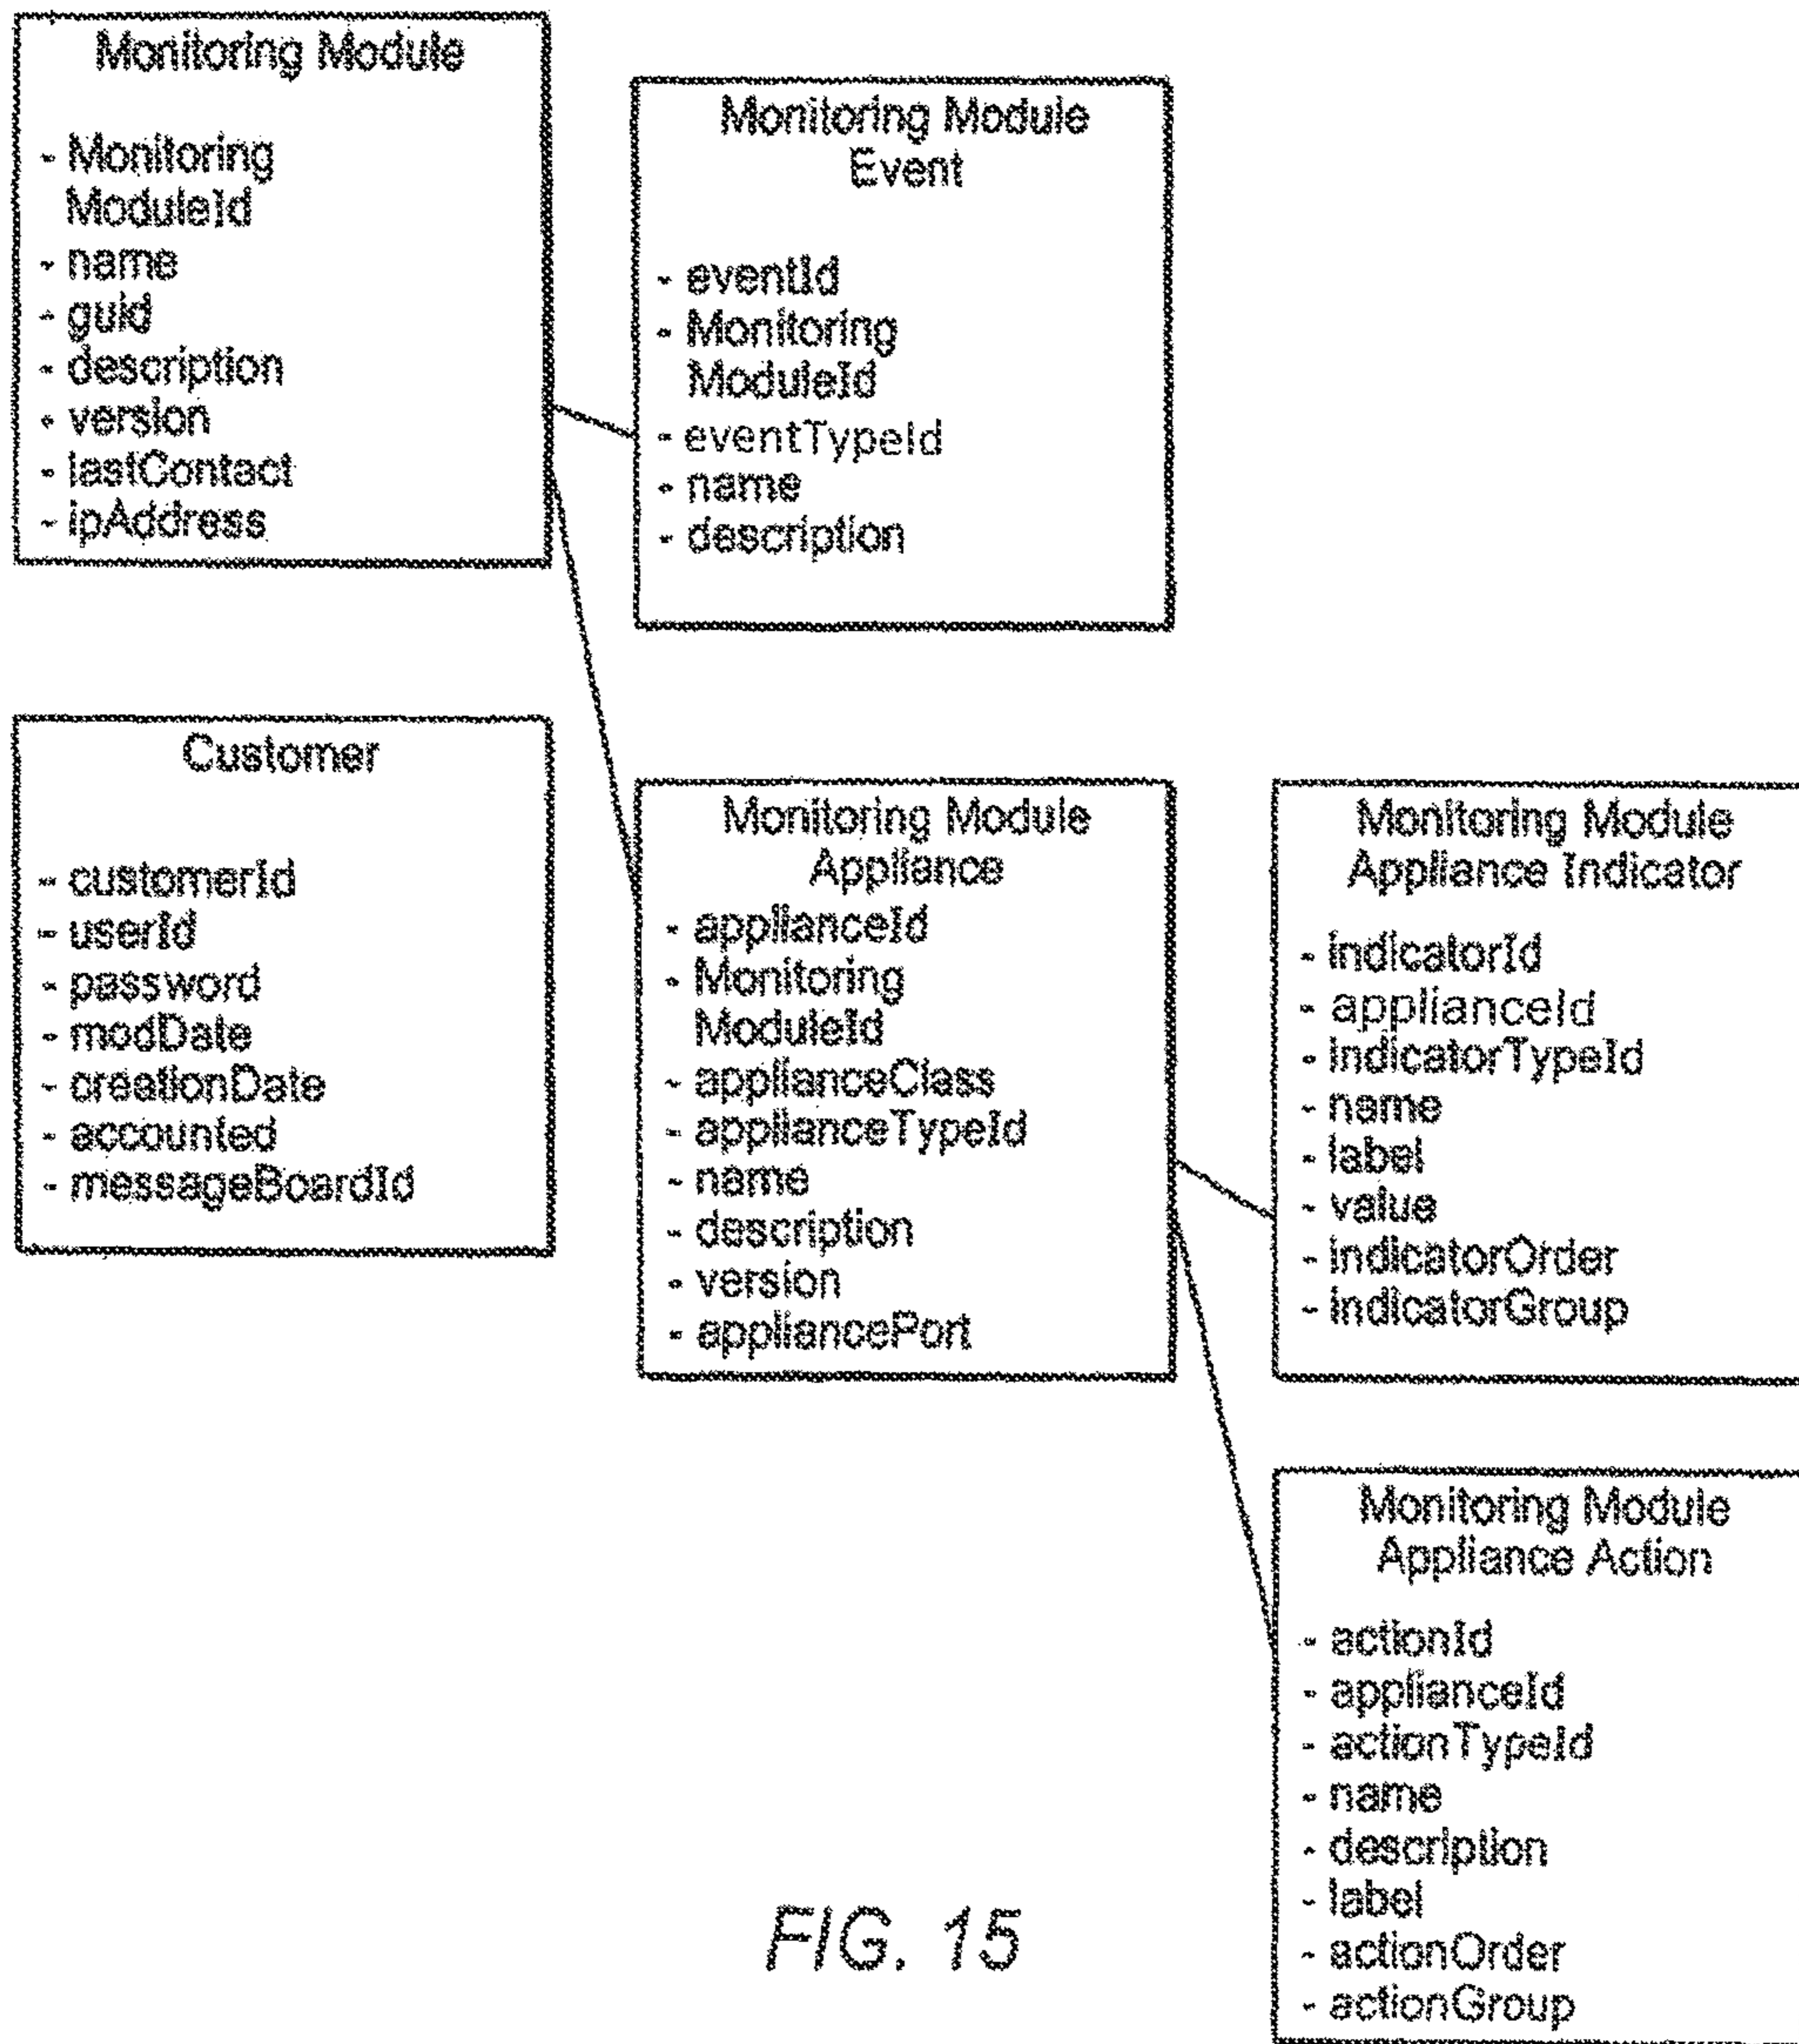 Monitoring Module
- Monitoring
ModuleId
- name
- guid
- description
- version
- lastContact
- ipAddress
Monitoring Module
Event
- eventId
- Monitoring
ModuleId
- eventTypeId
- name
- description
Customer
- customerId
- userId
- password
- modDate
- creationDate
- accounted
- messageBoardId
Monitoring Module
Appliance
- applianceId
- Monitoring
ModuleId
- applianceClass
- applianceTypeId
- name
- description
- version
- appliancePort
Monitoring Module
Appliance Indicator
- indicatorId
- applianceId
- indicatorTypeId
- name
- label
- value
- indicatorOrder
- indicatorGroup
Monitoring Module
Appliance Action
- actionId
- applianceId
- actionTypeId
- name
- description
- label
- actionOrder
- actionGroup
FIG. 15